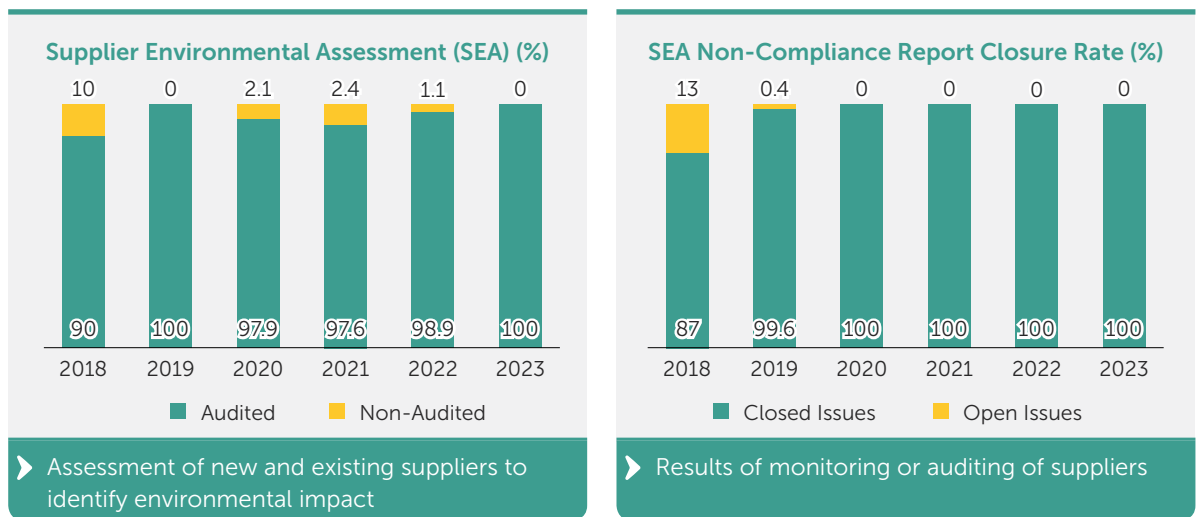 Supplier Environmental Assessment (SEA) (%)
10 0 2.1 2.4 1.1 0
90 100 97.9 97.6 98.9 100
2018 2019 2020 2021 2022 2023
Audited Non-Audited
Assessment of new and existing suppliers to
identify environmental impact
SEA Non-Compliance Report Closure Rate (%)
13 0.4 0 0 0 0
87 99.6 100 100 100 100
2018 2019 2020 2021 2022 2023
Closed Issues Open Issues
Results of monitoring or auditing of suppliers